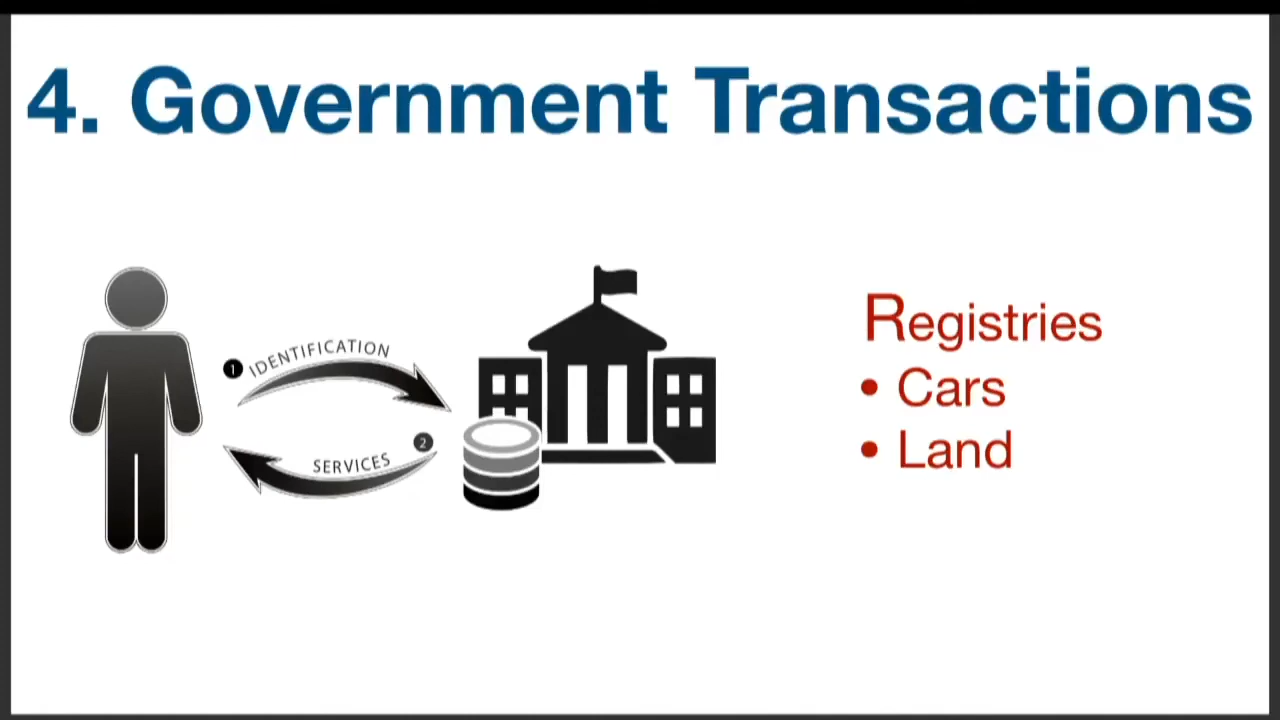 4. Government Transactions
1 IDENTIFICATION
2
SERVICES
Registries
• Cars
• Land